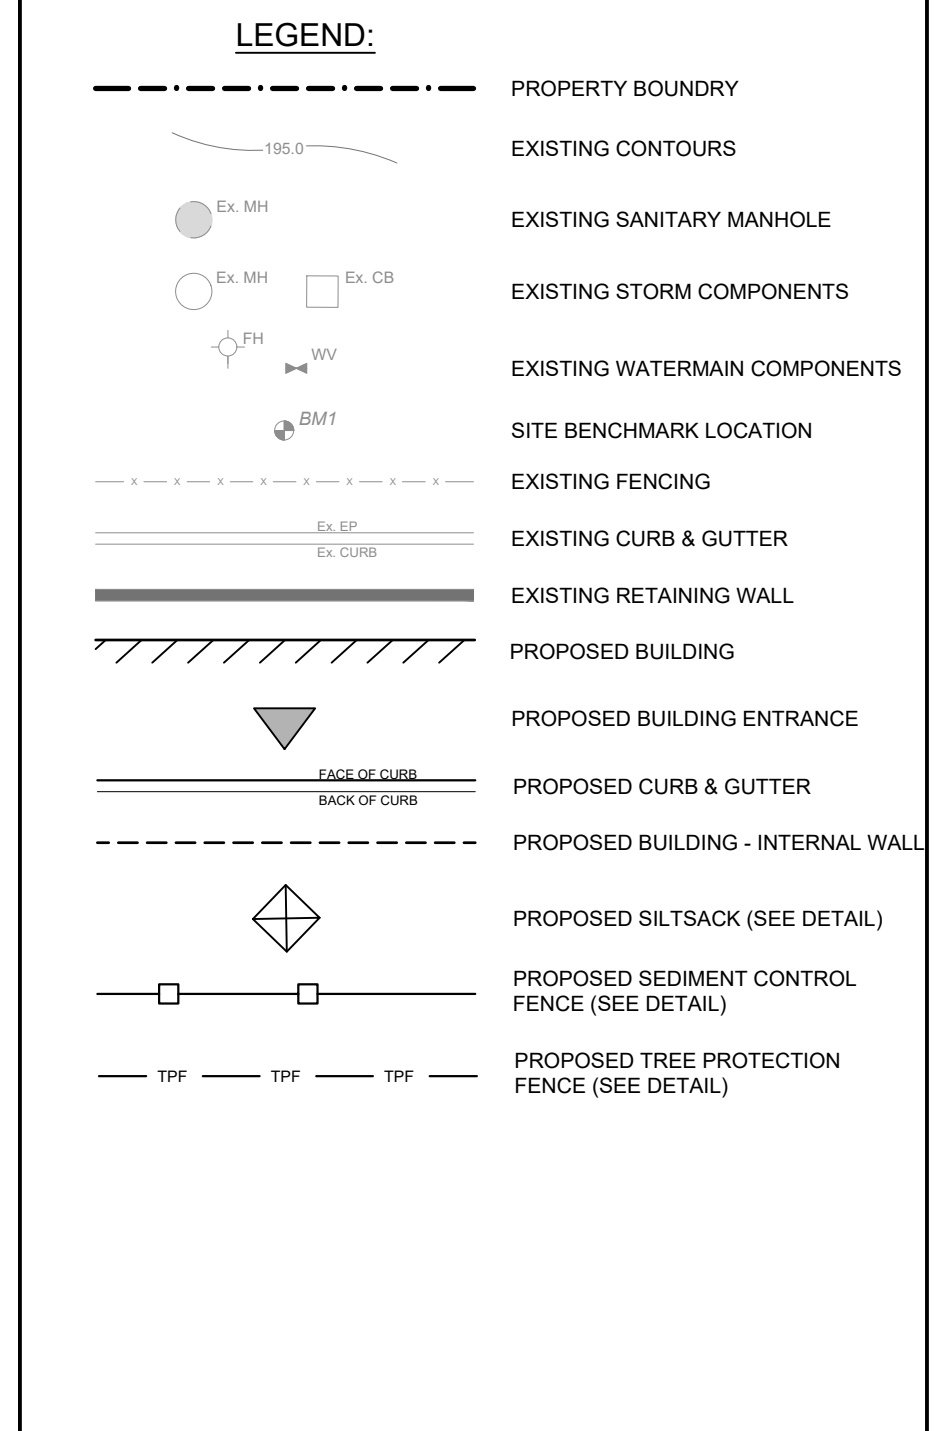 LEGEND:
PROPERTY BOUNDRY
195.0
EXISTING CONTOURS
Ex. MH
EXISTING SANITARY MANHOLE
Ex. MH
Ex. CB
EXISTING STORM COMPONENTS
FH
WV
EXISTING WATERMAIN COMPONENTS
BM1
SITE BENCHMARK LOCATION
x x x x x x x x
EXISTING FENCING
Ex. EP
Ex. CURB
EXISTING CURB & GUTTER
EXISTING RETAINING WALL
PROPOSED BUILDING
PROPOSED BUILDING ENTRANCE
FACE OF CURB
BACK OF CURB
PROPOSED CURB & GUTTER
PROPOSED BUILDING - INTERNAL WALL
PROPOSED SILTSACK (SEE DETAIL)
PROPOSED SEDIMENT CONTROL
FENCE (SEE DETAIL)
TPF TPF TPF
PROPOSED TREE PROTECTION
FENCE (SEE DETAIL)